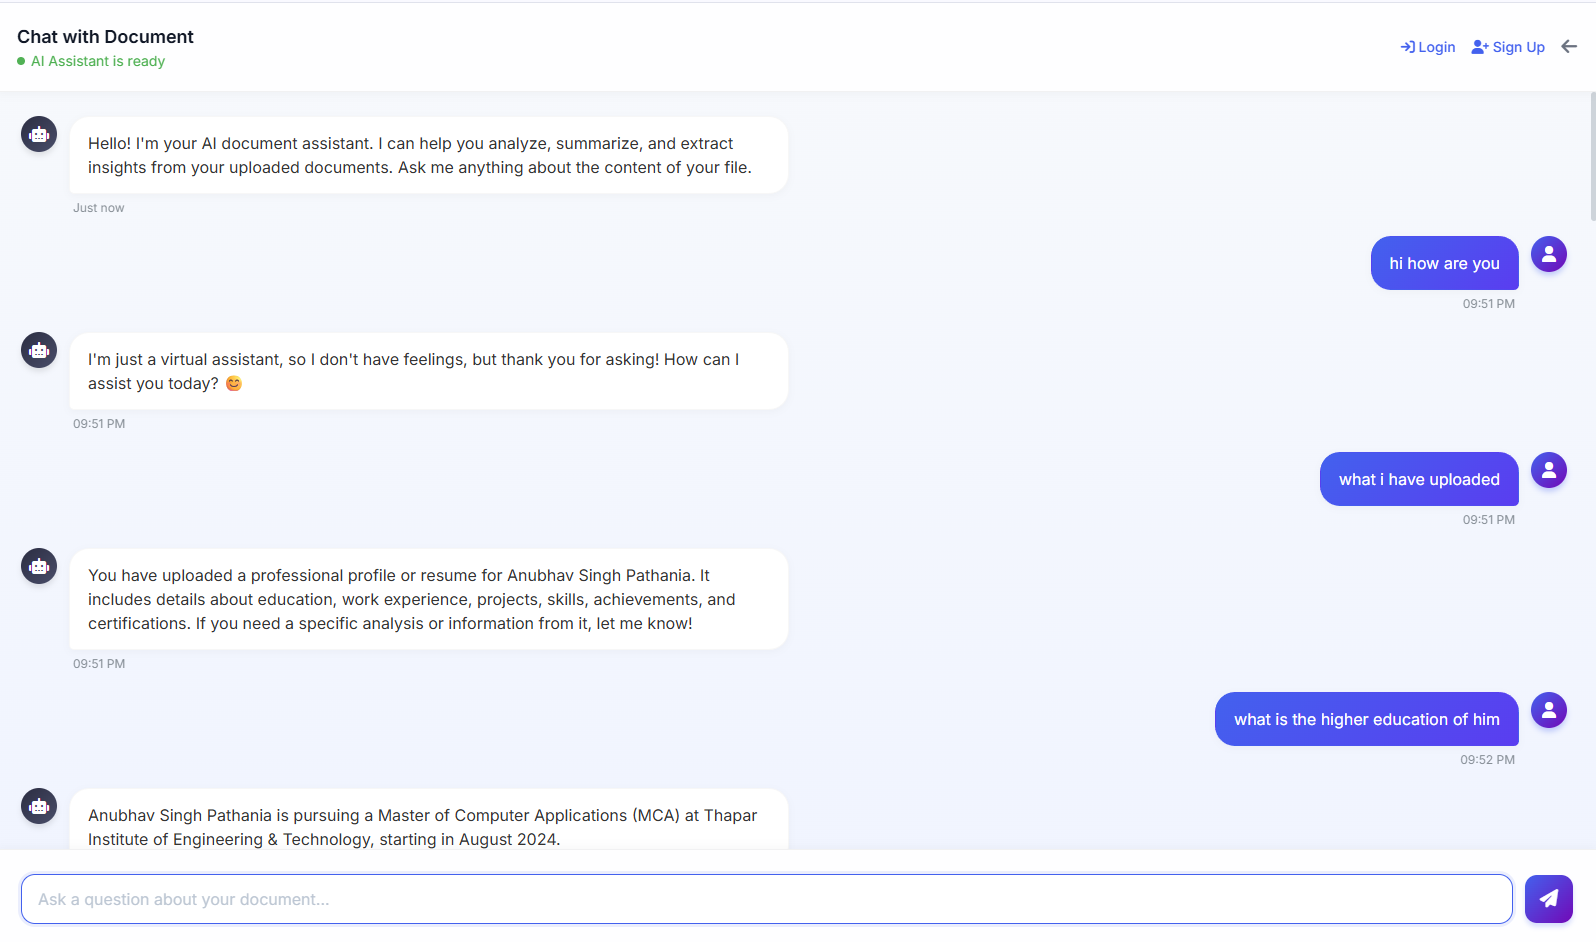 Chat with Document
AI Assistant is ready
Login
Sign Up
Hello! I'm your AI document assistant. I can help you analyze, summarize, and extract
insights from your uploaded documents. Ask me anything about the content of your file.
Just now
hi how are you
09:51 PM
I'm just a virtual assistant, so I don't have feelings, but thank you for asking! How can I
assist you today? 😊
09:51 PM
what i have uploaded
09:51 PM
You have uploaded a professional profile or resume for Anubhav Singh Pathania. It
includes details about education, work experience, projects, skills, achievements, and
certifications. If you need a specific analysis or information from it, let me know!
09:51 PM
what is the higher education of him
09:52 PM
Anubhav Singh Pathania is pursuing a Master of Computer Applications (MCA) at Thapar
Institute of Engineering & Technology, starting in August 2024.
Ask a question about your document...